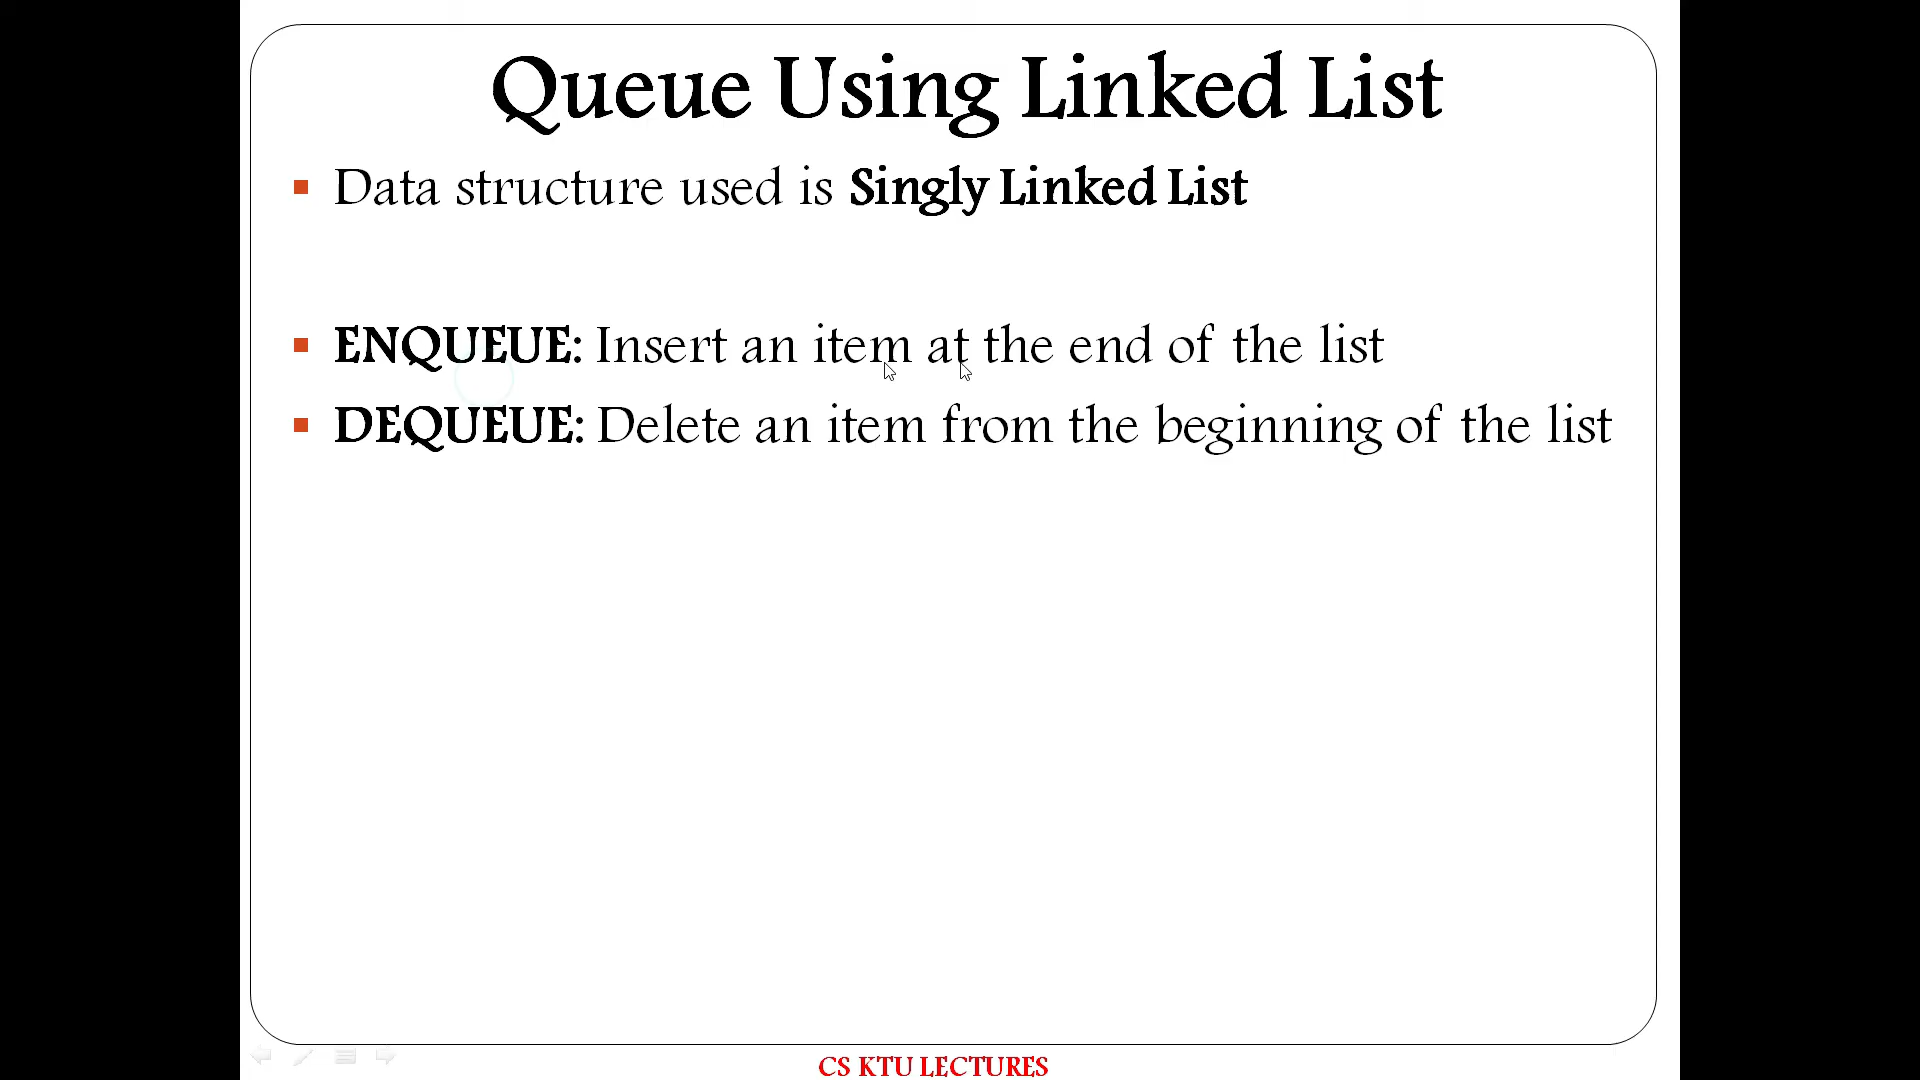 Queue Using Linked List
Data structure used is Singly Linked List
ENQUEUE: Insert an item at the end of the list
DEQUEUE: Delete an item from the beginning of the list
CS KTU LECTURES